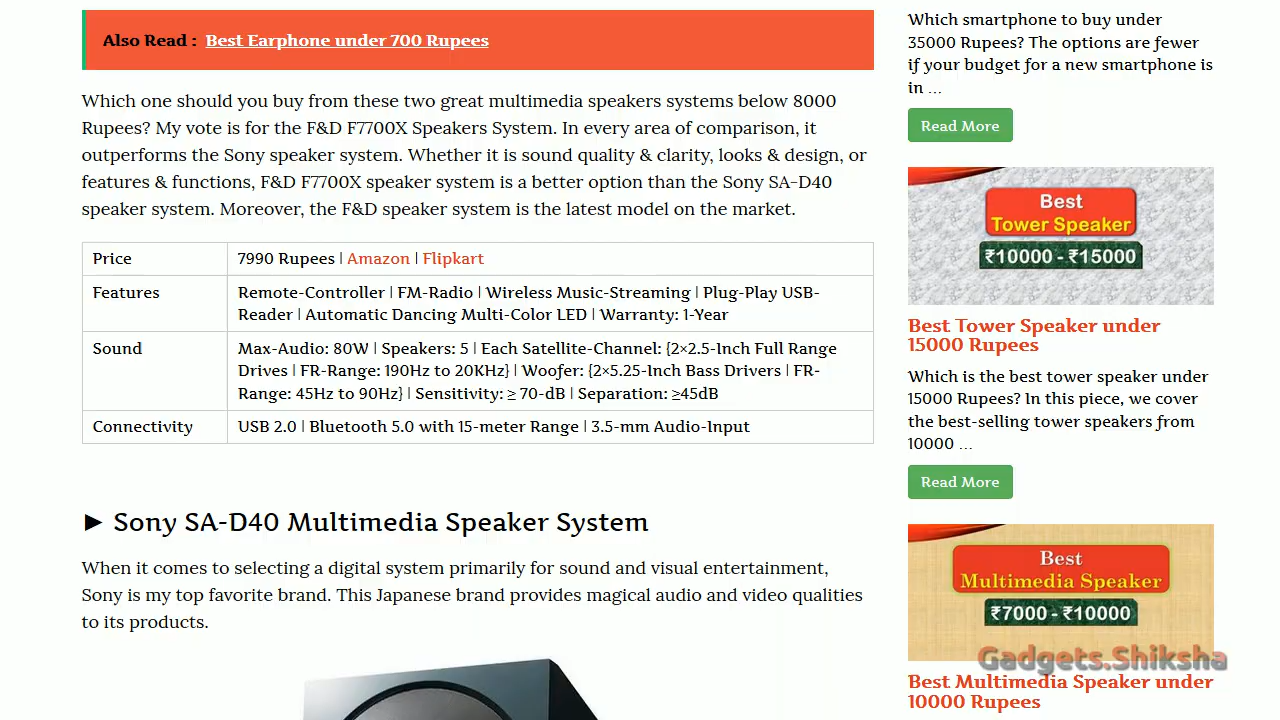 Also Read : Best Earphone under 700 Rupees
Which one should you buy from these two great multimedia speakers systems below 8000
Rupees? My vote is for the F&D F7700X Speakers System. In every area of comparison, it
outperforms the Sony speaker system. Whether it is sound quality & clarity, looks & design, or
features & functions, F&D F7700X speaker system is a better option than the Sony SA-D40
speaker system. Moreover, the F&D speaker system is the latest model on the market.
Price 7990 Rupees | Amazon | Flipkart
Features Remote-Controller | FM-Radio | Wireless Music-Streaming | Plug-Play USB-
Reader | Automatic Dancing Multi-Color LED | Warranty: 1-Year
Sound Max-Audio: 80W | Speakers: 5 | Each Satellite-Channel: {2×2.5-Inch Full Range
Drives | FR-Range: 190Hz to 20KHz} | Woofer: {2×5.25-Inch Bass Drivers | FR-
Range: 45Hz to 90Hz} | Sensitivity: ≥ 70-dB | Separation: ≥45dB
Connectivity USB 2.0 | Bluetooth 5.0 with 15-meter Range | 3.5-mm Audio-Input
► Sony SA-D40 Multimedia Speaker System
When it comes to selecting a digital system primarily for sound and visual entertainment,
Sony is my top favorite brand. This Japanese brand provides magical audio and video qualities
to its products.
Which smartphone to buy under
35000 Rupees? The options are fewer
if your budget for a new smartphone is
in ...
Read More
Best
Tower Speaker
₹10000 - ₹15000
Best Tower Speaker under
15000 Rupees
Which is the best tower speaker under
15000 Rupees? In this piece, we cover
the best-selling tower speakers from
10000 ...
Read More
Best
Multimedia Speaker
₹7000 - ₹10000
Gadgets.Shiksha
Best Multimedia Speaker under
10000 Rupees